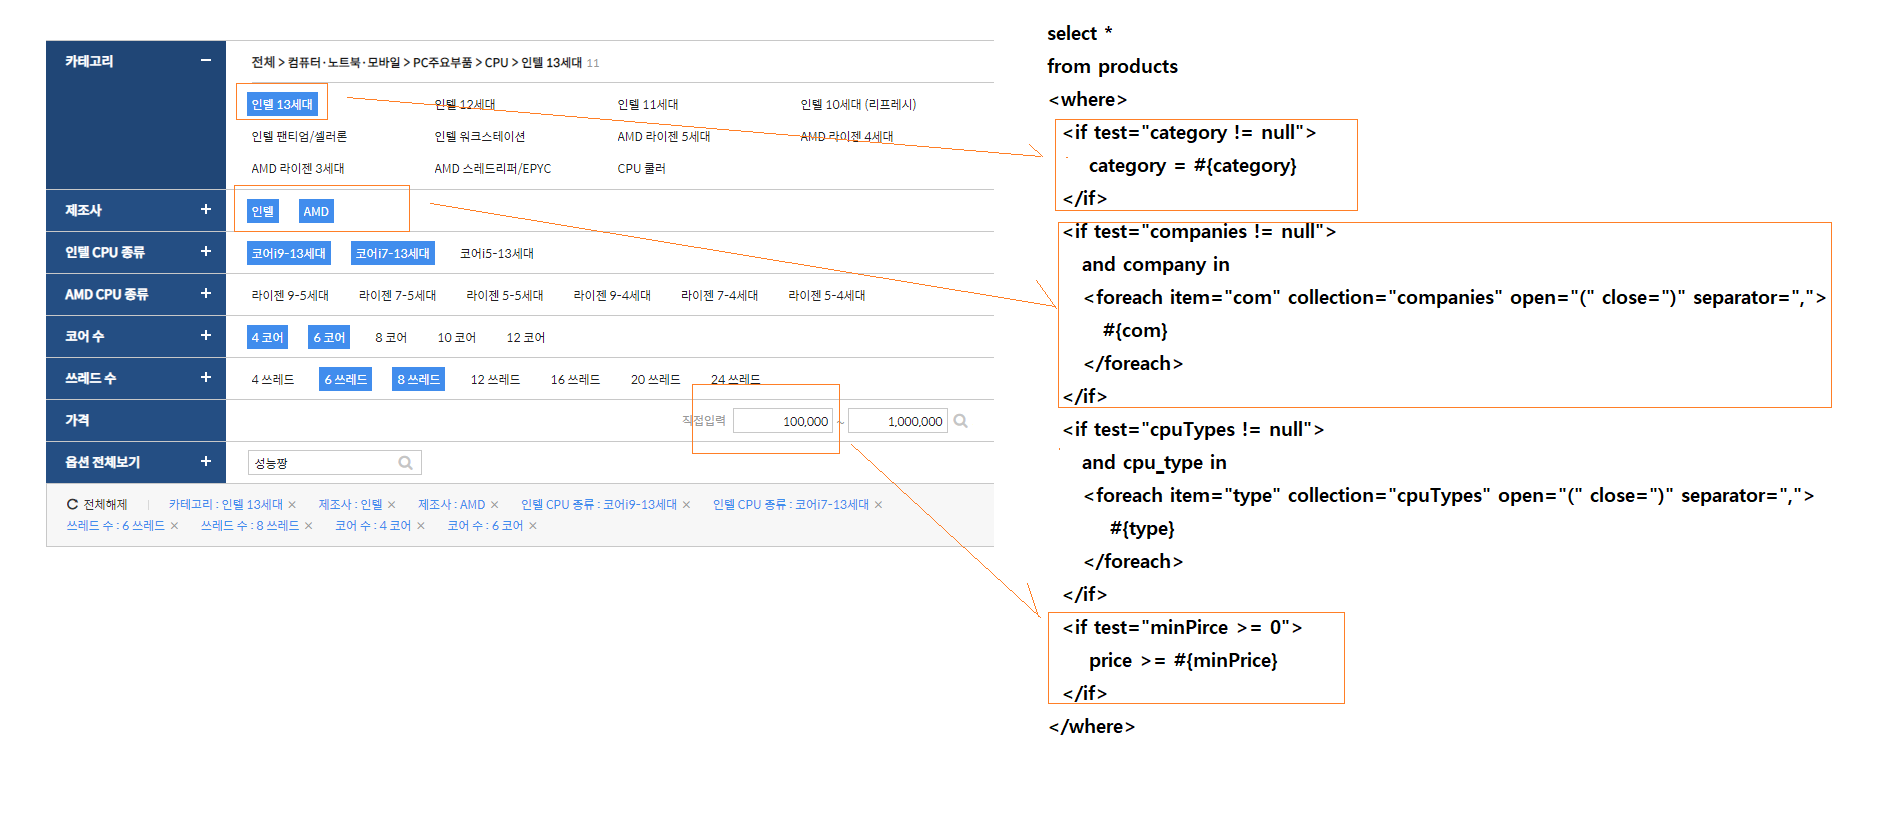 카테고리
전체 > 컴퓨터·노트북·모바일 > PC주요부품 > CPU > 인텔 13세대 11
인텔 13세대 인텔 12세대 인텔 11세대 인텔 10세대 (리프레시)
인텔 팬티엄/셀러론 인텔 워크스테이션 AMD 라이젠 5세대 AMD 라이젠 4세대
AMD 라이젠 3세대 AMD 스레드리퍼/EPYC CPU 쿨러
제조사 인텔 AMD
인텔 CPU 종류 코어i9-13세대 코어i7-13세대 코어i5-13세대
AMD CPU 종류 라이젠 9-5세대 라이젠 7-5세대 라이젠 5-5세대 라이젠 9-4세대 라이젠 7-4세대 라이젠 5-4세대
코어 수 4 코어 6 코어 8 코어 10 코어 12 코어
쓰레드 수 4 쓰레드 6 쓰레드 8 쓰레드 12 쓰레드 16 쓰레드 20 쓰레드 24 쓰레드
가격 직접입력 100,000 ~ 1,000,000
옵션 전체보기 성능짱
전체해제 카테고리 : 인텔 13세대 × 제조사 : 인텔 × 제조사 : AMD × 인텔 CPU 종류 : 코어i9-13세대 × 인텔 CPU 종류 : 코어i7-13세대 ×
쓰레드 수 : 6 쓰레드 × 쓰레드 수 : 8 쓰레드 × 코어 수 : 4 코어 × 코어 수 : 6 코어 ×
select *
from products
<where>
<if test="category != null">
category = #{category}
</if>
<if test="companies != null">
and company in
<foreach item="com" collection="companies" open="(" close=")" separator=",">
#{com}
</foreach>
</if>
<if test="cpuTypes != null">
and cpu_type in
<foreach item="type" collection="cpuTypes" open="(" close=")" separator=",">
#{type}
</foreach>
</if>
<if test="minPirce >= 0">
price >= #{minPrice}
</if>
</where>